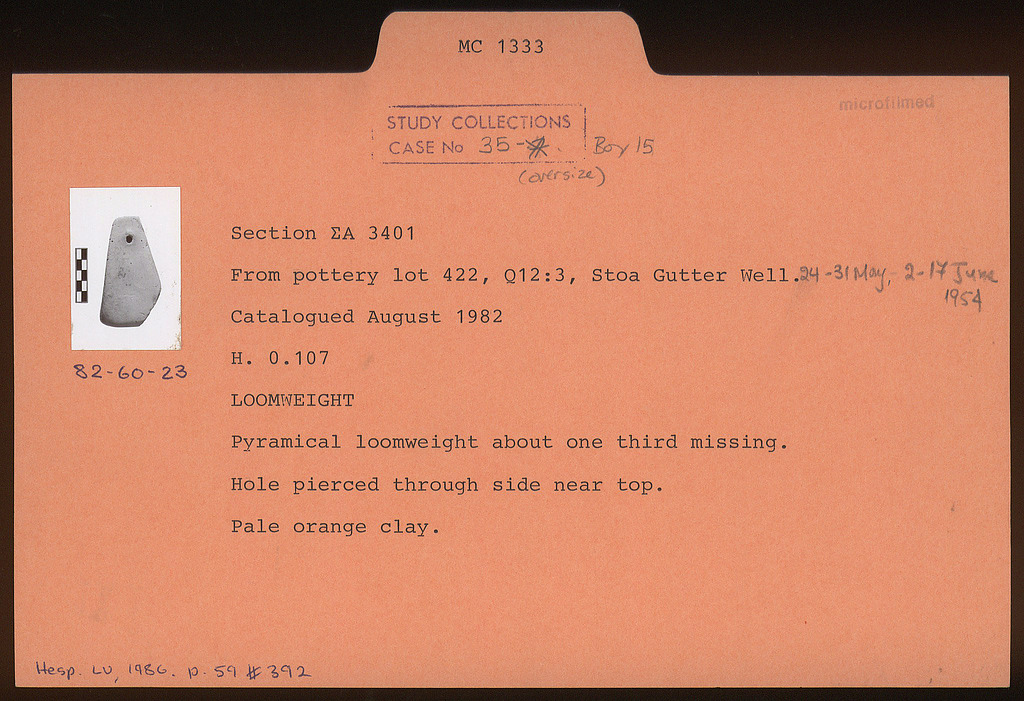 MC 1333
microfilmed
STUDY COLLECTIONS
CASE No 35- Box 15
(oversize)
Section ΣΑ 3401
From pottery lot 422, Q12:3, Stoa Gutter Well. 24-31 May, 2-17 June
1954
Catalogued August 1982
H. 0.107
82-60-23
LOOMWEIGHT
Pyramical loomweight about one third missing.
Hole pierced through side near top.
Pale orange clay.
Hesp. LV, 1986. p. 59 # 392